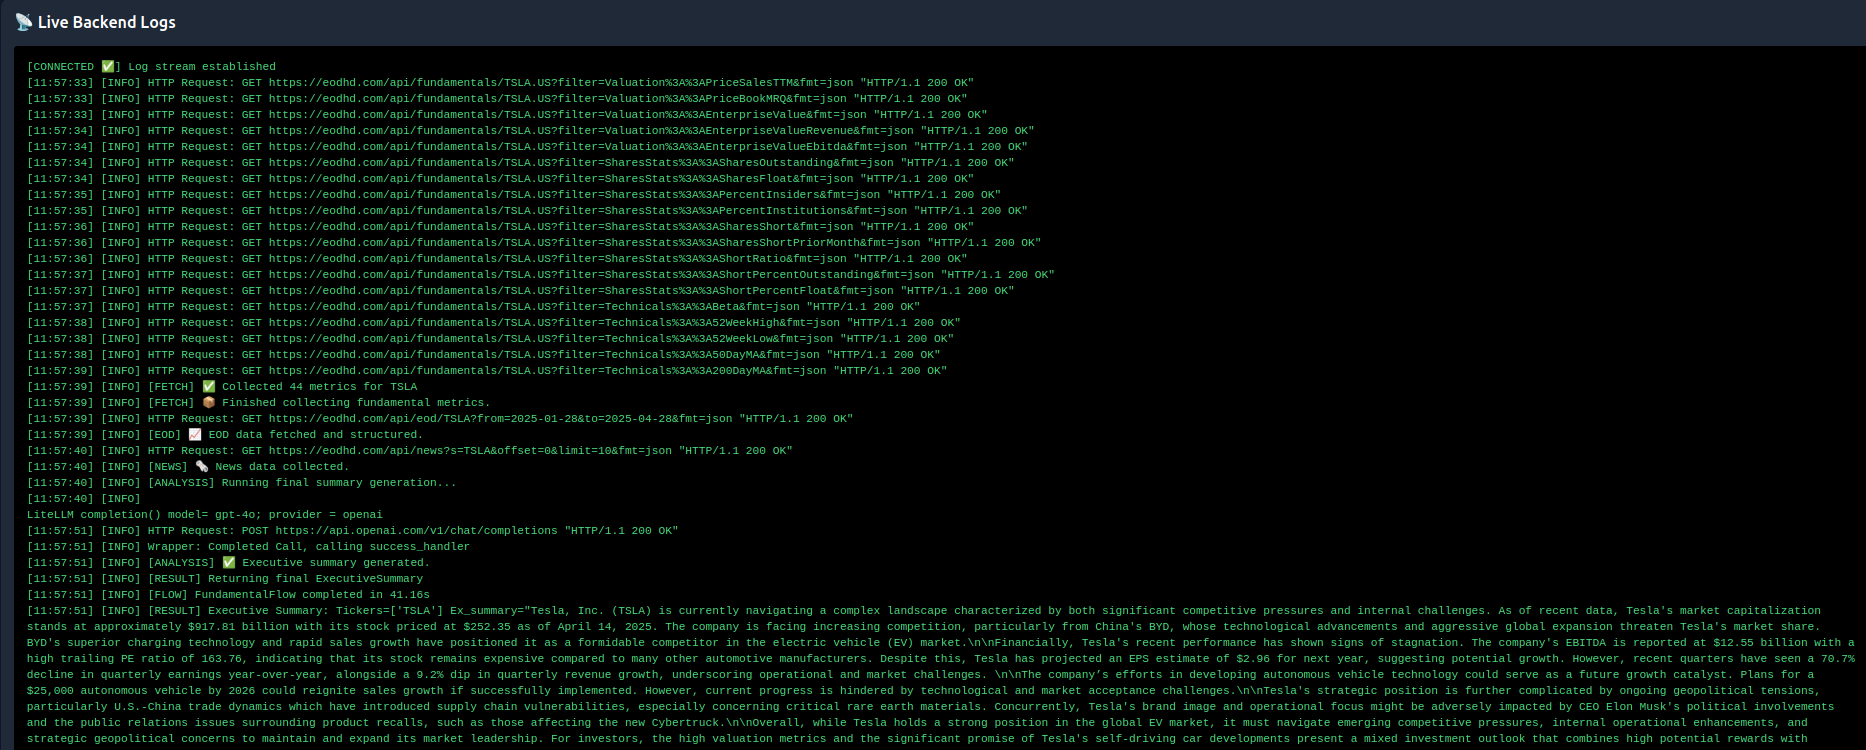 📡 Live Backend Logs
[CONNECTED ✅] Log stream established
[11:57:33] [INFO] HTTP Request: GET https://eodhd.com/api/fundamentals/TSLA.US?filter=Valuation%3A%3APriceSalesTTM&fmt=json "HTTP/1.1 200 OK"
[11:57:33] [INFO] HTTP Request: GET https://eodhd.com/api/fundamentals/TSLA.US?filter=Valuation%3A%3APriceBookMRQ&fmt=json "HTTP/1.1 200 OK"
[11:57:33] [INFO] HTTP Request: GET https://eodhd.com/api/fundamentals/TSLA.US?filter=Valuation%3A%3AEnterpriseValue&fmt=json "HTTP/1.1 200 OK"
[11:57:34] [INFO] HTTP Request: GET https://eodhd.com/api/fundamentals/TSLA.US?filter=Valuation%3A%3AEnterpriseValueRevenue&fmt=json "HTTP/1.1 200 OK"
[11:57:34] [INFO] HTTP Request: GET https://eodhd.com/api/fundamentals/TSLA.US?filter=Valuation%3A%3AEnterpriseValueEbitda&fmt=json "HTTP/1.1 200 OK"
[11:57:34] [INFO] HTTP Request: GET https://eodhd.com/api/fundamentals/TSLA.US?filter=SharesStats%3A%3ASharesOutstanding&fmt=json "HTTP/1.1 200 OK"
[11:57:34] [INFO] HTTP Request: GET https://eodhd.com/api/fundamentals/TSLA.US?filter=SharesStats%3A%3ASharesFloat&fmt=json "HTTP/1.1 200 OK"
[11:57:35] [INFO] HTTP Request: GET https://eodhd.com/api/fundamentals/TSLA.US?filter=SharesStats%3A%3APercentInsiders&fmt=json "HTTP/1.1 200 OK"
[11:57:35] [INFO] HTTP Request: GET https://eodhd.com/api/fundamentals/TSLA.US?filter=SharesStats%3A%3APercentInstitutions&fmt=json "HTTP/1.1 200 OK"
[11:57:36] [INFO] HTTP Request: GET https://eodhd.com/api/fundamentals/TSLA.US?filter=SharesStats%3A%3ASharesShort&fmt=json "HTTP/1.1 200 OK"
[11:57:36] [INFO] HTTP Request: GET https://eodhd.com/api/fundamentals/TSLA.US?filter=SharesStats%3A%3ASharesShortPriorMonth&fmt=json "HTTP/1.1 200 OK"
[11:57:36] [INFO] HTTP Request: GET https://eodhd.com/api/fundamentals/TSLA.US?filter=SharesStats%3A%3AShortRatio&fmt=json "HTTP/1.1 200 OK"
[11:57:37] [INFO] HTTP Request: GET https://eodhd.com/api/fundamentals/TSLA.US?filter=SharesStats%3A%3AShortPercentOutstanding&fmt=json "HTTP/1.1 200 OK"
[11:57:37] [INFO] HTTP Request: GET https://eodhd.com/api/fundamentals/TSLA.US?filter=SharesStats%3A%3AShortPercentFloat&fmt=json "HTTP/1.1 200 OK"
[11:57:37] [INFO] HTTP Request: GET https://eodhd.com/api/fundamentals/TSLA.US?filter=Technicals%3A%3ABeta&fmt=json "HTTP/1.1 200 OK"
[11:57:38] [INFO] HTTP Request: GET https://eodhd.com/api/fundamentals/TSLA.US?filter=Technicals%3A%3A52WeekHigh&fmt=json "HTTP/1.1 200 OK"
[11:57:38] [INFO] HTTP Request: GET https://eodhd.com/api/fundamentals/TSLA.US?filter=Technicals%3A%3A52WeekLow&fmt=json "HTTP/1.1 200 OK"
[11:57:38] [INFO] HTTP Request: GET https://eodhd.com/api/fundamentals/TSLA.US?filter=Technicals%3A%3A50DayMA&fmt=json "HTTP/1.1 200 OK"
[11:57:39] [INFO] HTTP Request: GET https://eodhd.com/api/fundamentals/TSLA.US?filter=Technicals%3A%3A200DayMA&fmt=json "HTTP/1.1 200 OK"
[11:57:39] [INFO] [FETCH] ✅ Collected 44 metrics for TSLA
[11:57:39] [INFO] [FETCH] 📦 Finished collecting fundamental metrics.
[11:57:39] [INFO] HTTP Request: GET https://eodhd.com/api/eod/TSLA?from=2025-01-28&to=2025-04-28&fmt=json "HTTP/1.1 200 OK"
[11:57:39] [INFO] [EOD] 📈 EOD data fetched and structured.
[11:57:40] [INFO] HTTP Request: GET https://eodhd.com/api/news?s=TSLA&offset=0&limit=10&fmt=json "HTTP/1.1 200 OK"
[11:57:40] [INFO] [NEWS] 🗞️ News data collected.
[11:57:40] [INFO] [ANALYSIS] Running final summary generation...
[11:57:40] [INFO]
LiteLLM completion() model= gpt-4o; provider = openai
[11:57:51] [INFO] HTTP Request: POST https://api.openai.com/v1/chat/completions "HTTP/1.1 200 OK"
[11:57:51] [INFO] Wrapper: Completed Call, calling success_handler
[11:57:51] [INFO] [ANALYSIS] ✅ Executive summary generated.
[11:57:51] [INFO] [RESULT] Returning final ExecutiveSummary
[11:57:51] [INFO] [FLOW] FundamentalFlow completed in 41.16s
[11:57:51] [INFO] [RESULT] Executive Summary: Tickers=['TSLA'] Ex_summary="Tesla, Inc. (TSLA) is currently navigating a complex landscape characterized by both significant competitive pressures and internal challenges. As of recent data, Tesla's market capitalization
stands at approximately $917.81 billion with its stock priced at $252.35 as of April 14, 2025. The company is facing increasing competition, particularly from China's BYD, whose technological advancements and aggressive global expansion threaten Tesla's market share.
BYD's superior charging technology and rapid sales growth have positioned it as a formidable competitor in the electric vehicle (EV) market.\n\nFinancially, Tesla's recent performance has shown signs of stagnation. The company's EBITDA is reported at $12.55 billion with a
high trailing PE ratio of 163.76, indicating that its stock remains expensive compared to many other automotive manufacturers. Despite this, Tesla has projected an EPS estimate of $2.96 for next year, suggesting potential growth. However, recent quarters have seen a 70.7%
decline in quarterly earnings year-over-year, alongside a 9.2% dip in quarterly revenue growth, underscoring operational and market challenges. \n\nThe company’s efforts in developing autonomous vehicle technology could serve as a future growth catalyst. Plans for a
$25,000 autonomous vehicle by 2026 could reignite sales growth if successfully implemented. However, current progress is hindered by technological and market acceptance challenges.\n\nTesla's strategic position is further complicated by ongoing geopolitical tensions,
particularly U.S.-China trade dynamics which have introduced supply chain vulnerabilities, especially concerning critical rare earth materials. Concurrently, Tesla's brand image and operational focus might be adversely impacted by CEO Elon Musk's political involvements
and the public relations issues surrounding product recalls, such as those affecting the new Cybertruck.\n\nOverall, while Tesla holds a strong position in the global EV market, it must navigate emerging competitive pressures, internal operational enhancements, and
strategic geopolitical concerns to maintain and expand its market leadership. For investors, the high valuation metrics and the significant promise of Tesla's self-driving car developments present a mixed investment outlook that combines high potential rewards with